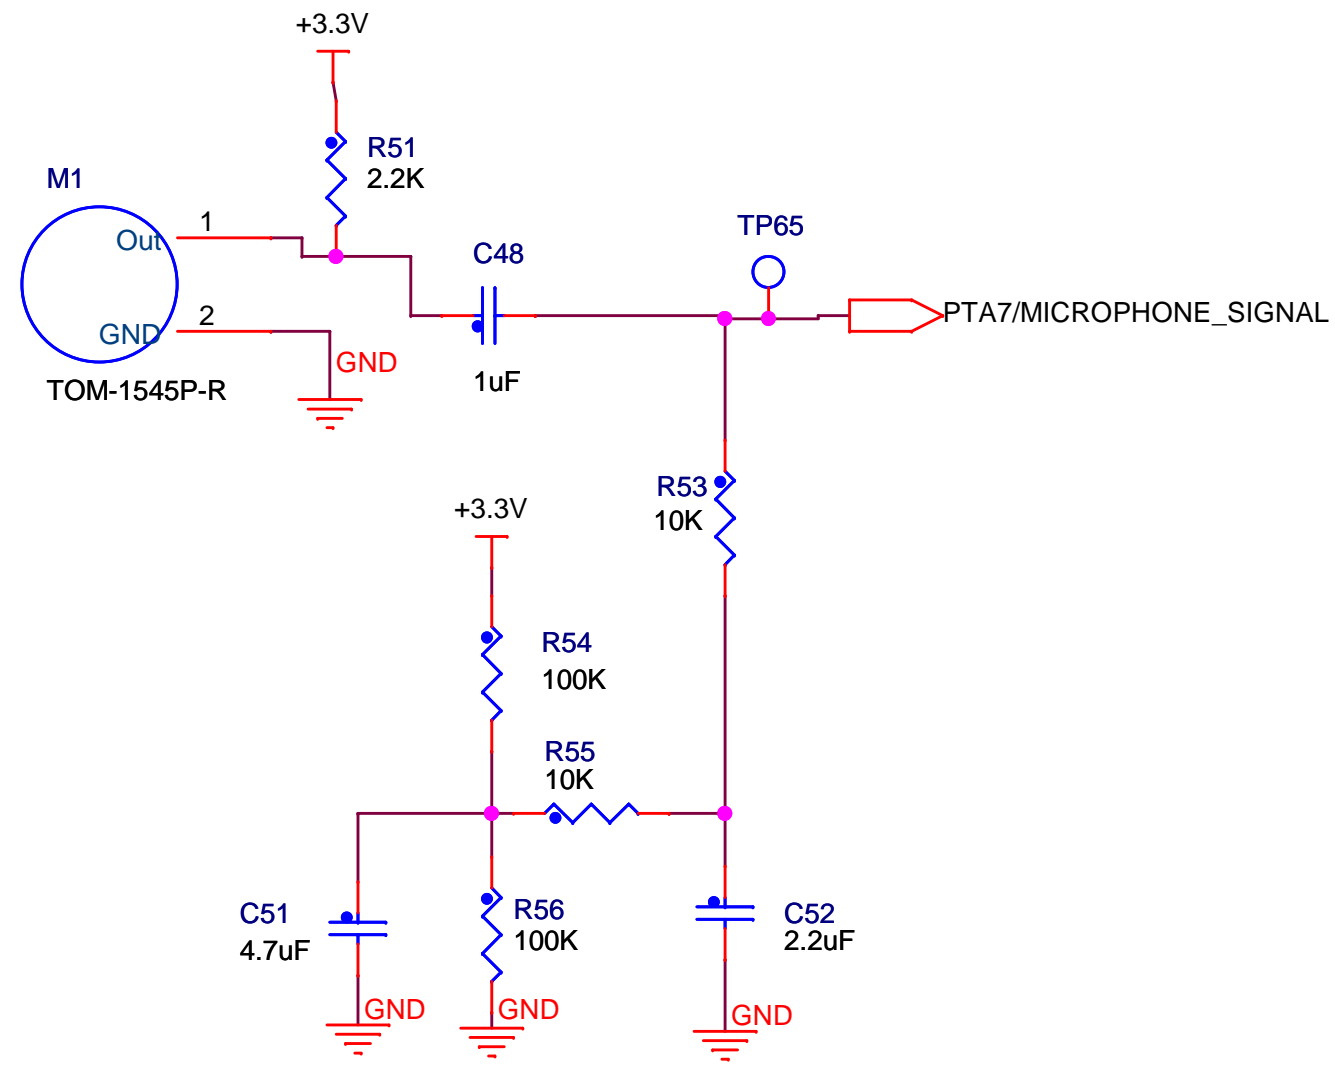 +3.3V
R51
2.2K
M1
1
Out
TP65
C48
PTA7/MICROPHONE_SIGNAL
2
GND
GND
1uF
TOM-1545P-R
R53
10K
+3.3V
R54
100K
R55
10K
C51
4.7uF
R56
100K
C52
2.2uF
GND
GND
GND